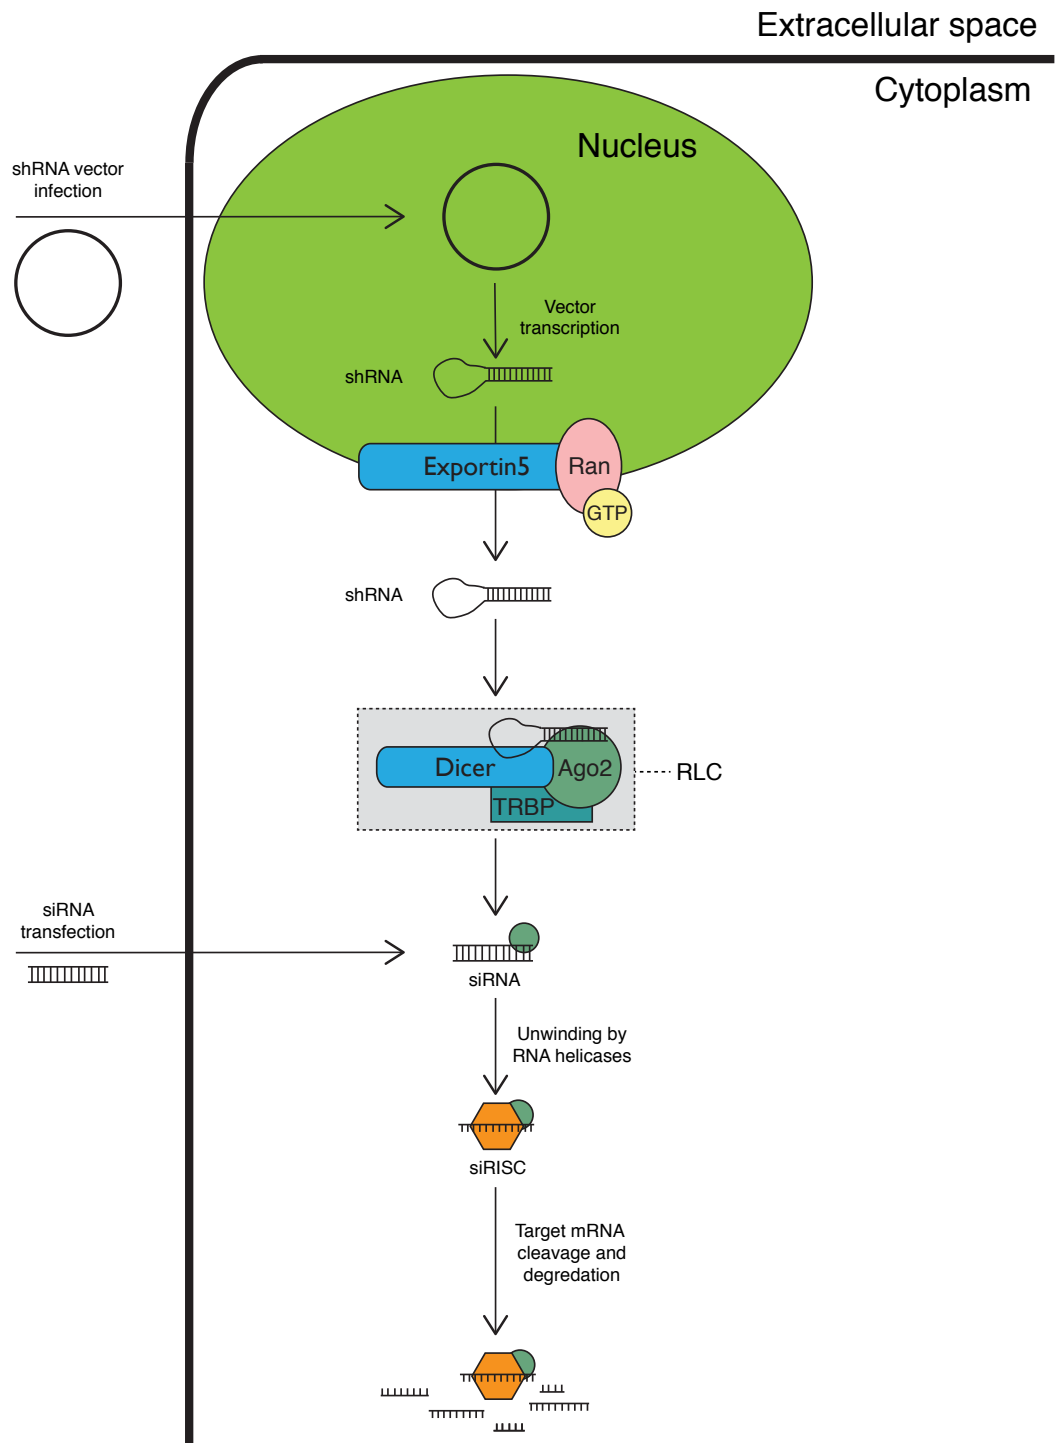 Extracellular space
Cytoplasm
Nucleus
shRNA vector
infection
Vector
transcription
shRNA
Exportin5
Ran
GTP
shRNA
Dicer
Ago2
TRBP
RLC
siRNA
transfection
siRNA
Unwinding by
RNA helicases
siRISC
Target mRNA
cleavage and
degredation